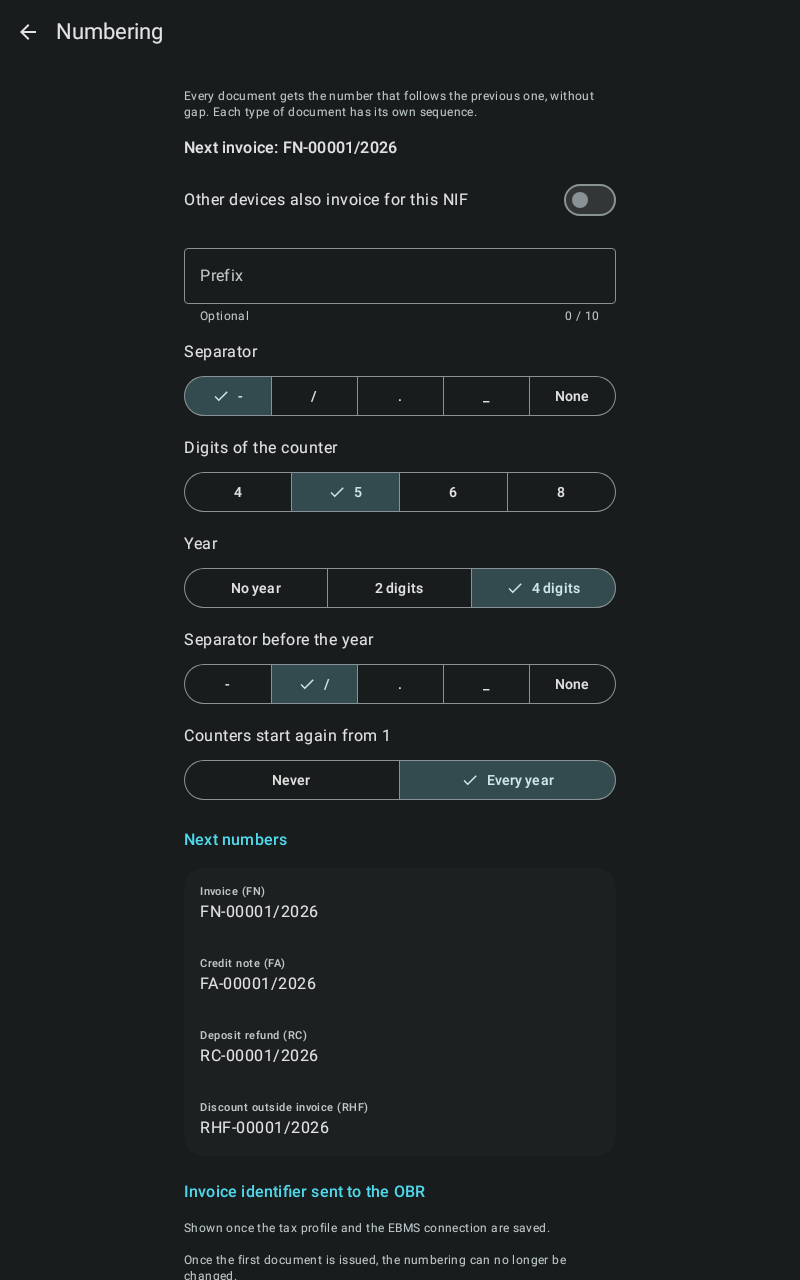 Numbering
Every document gets the number that follows the previous one, without
gap. Each type of document has its own sequence.
Next invoice: FN-00001/2026
Other devices also invoice for this NIF
Prefix
Optional 0 / 10
Separator
- / . _ None
Digits of the counter
4 5 6 8
Year
No year 2 digits 4 digits
Separator before the year
- / . _ None
Counters start again from 1
Never Every year
Next numbers
Invoice (FN)
FN-00001/2026
Credit note (FA)
FA-00001/2026
Deposit refund (RC)
RC-00001/2026
Discount outside invoice (RHF)
RHF-00001/2026
Invoice identifier sent to the OBR
Shown once the tax profile and the EBMS connection are saved.
Once the first document is issued, the numbering can no longer be
changed.